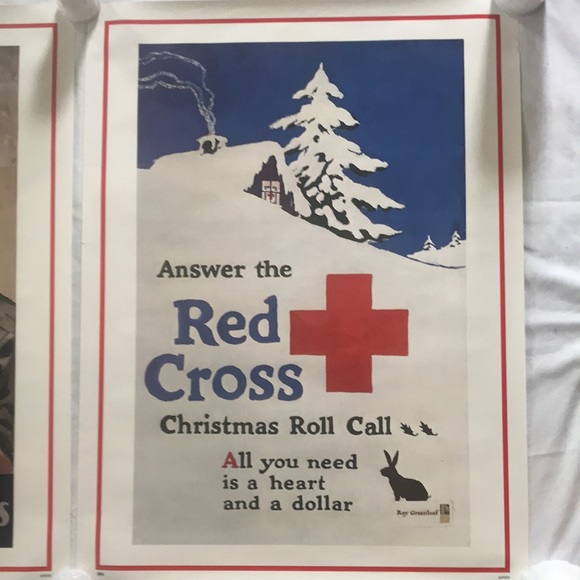 Answer the
Red
Cross
Christmas Roll Call
All you need
is a heart
and a dollar
Ray Greenleaf